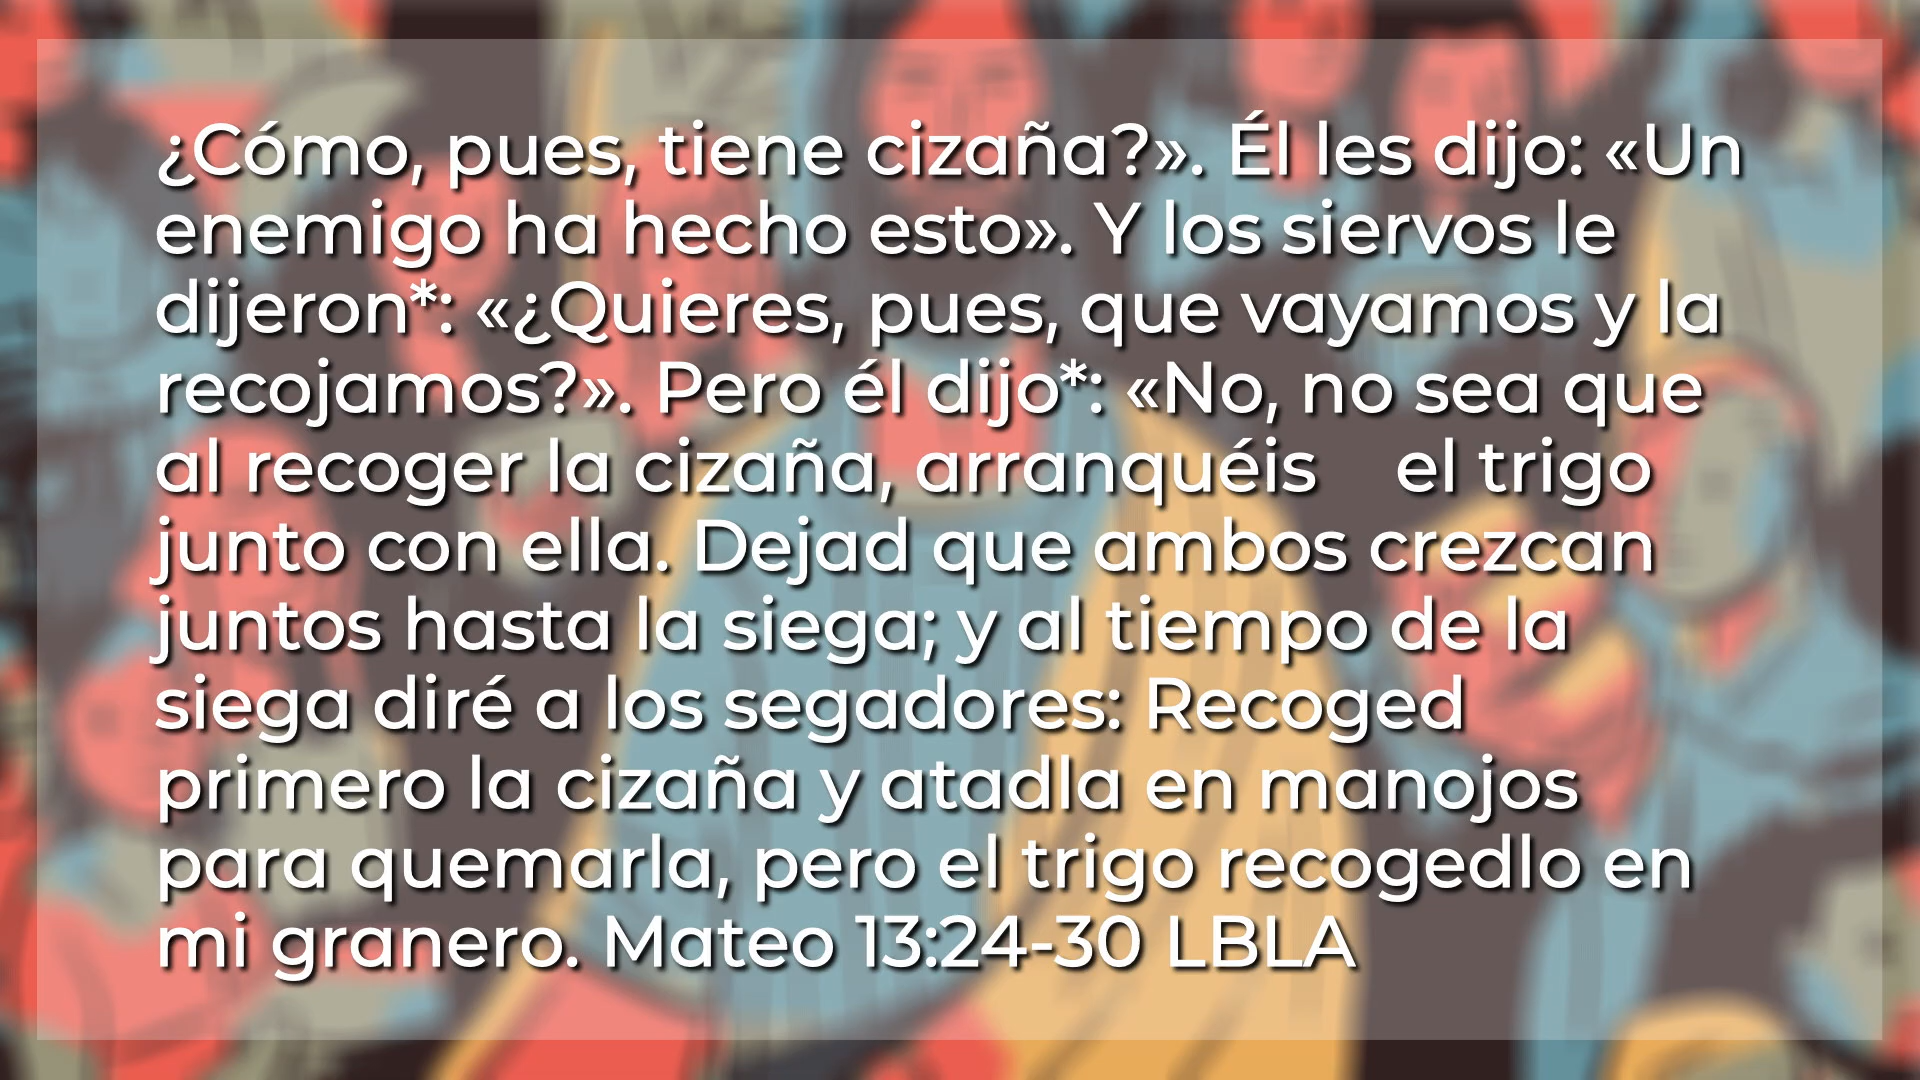 ¿Cómo, pues, tiene cizaña?». Él les dijo: «Un
enemigo ha hecho esto». Y los siervos le
dijeron*: «¿Quieres, pues, que vayamos y la
recojamos?». Pero él dijo*: «No, no sea que
al recoger la cizaña, arranquéis    el trigo
junto con ella. Dejad que ambos crezcan
juntos hasta la siega; y al tiempo de la
siega diré a los segadores: Recoged
primero la cizaña y atadla en manojos
para quemarla, pero el trigo recogedlo en
mi granero. Mateo 13:24-30 LBLA